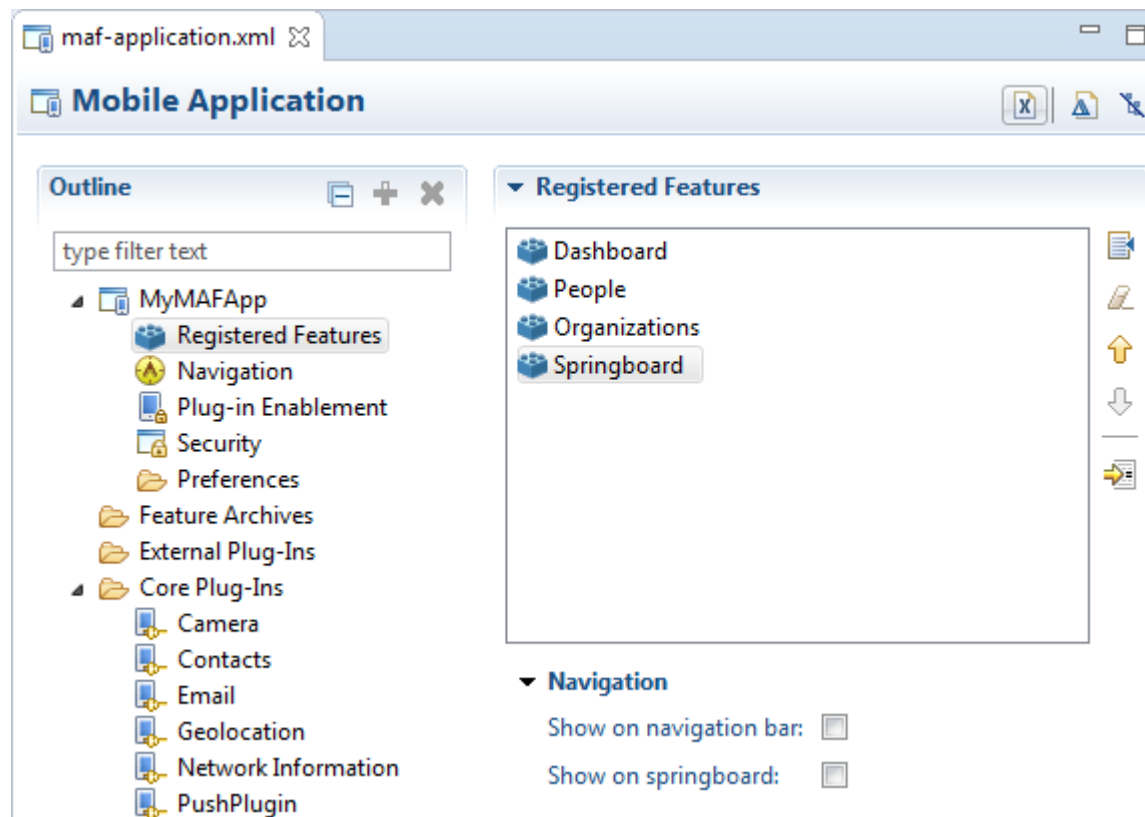 maf-application.xml
Mobile Application
Outline
type filter text
MyMAFApp
Registered Features
Navigation
Plug-in Enablement
Security
Preferences
Feature Archives
External Plug-Ins
Core Plug-Ins
Camera
Contacts
Email
Geolocation
Network Information
PushPlugin
Registered Features
Dashboard
People
Organizations
Springboard
Navigation
Show on navigation bar:
Show on springboard: